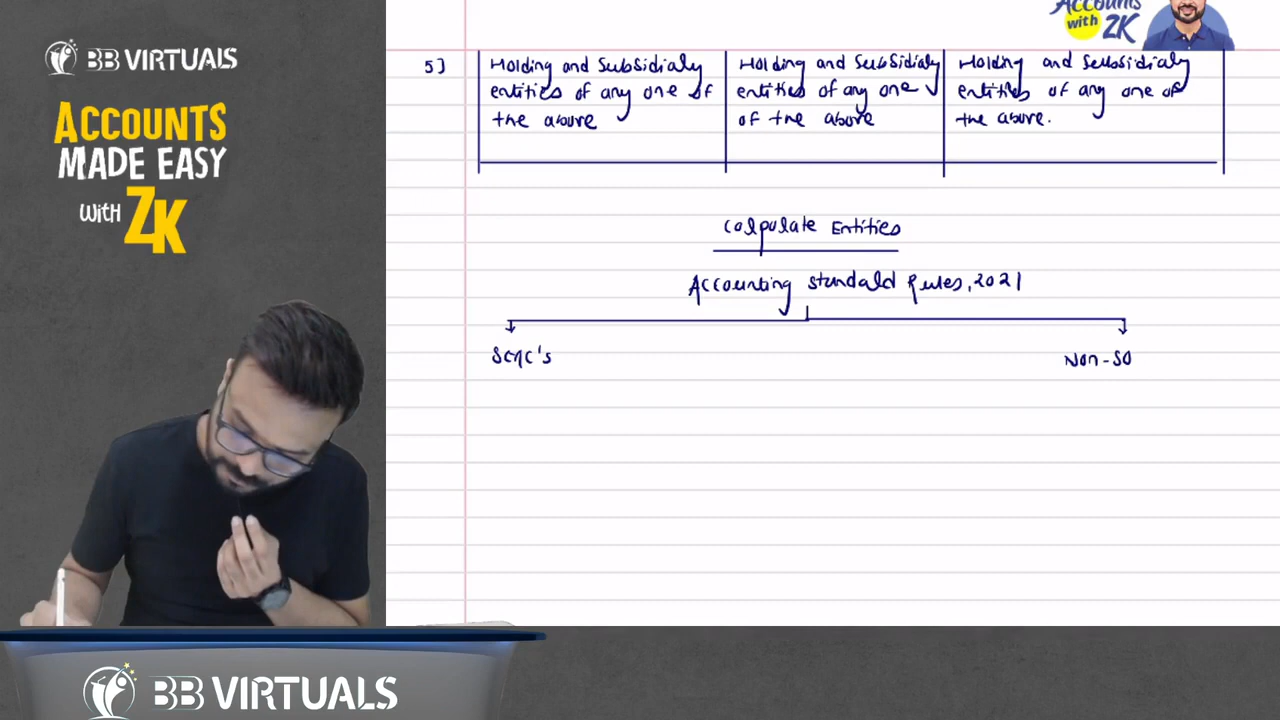 BB VIRTUALS
ACCOUNTS
MADE EASY
WITH ZK
Accounts
with ZK
5]
Holding and Subsidiary
entities of any one of
the above
Holding and Subsidiary
entities of any one
of the above
Holding and Subsidiary
entities of any one of
the above.
Corporate Entities
Accounting Standard Rules, 2021
SMC's
Non-SM
BB VIRTUALS